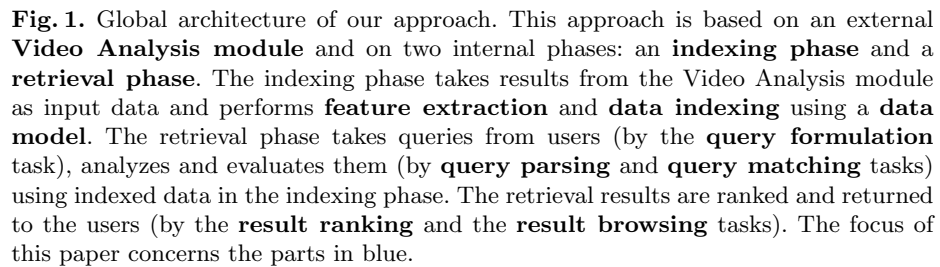 Fig. 1. Global architecture of our approach. This approach is based on an external
Video Analysis module and on two internal phases: an indexing phase and a
retrieval phase. The indexing phase takes results from the Video Analysis module
as input data and performs feature extraction and data indexing using a data
model. The retrieval phase takes queries from users (by the query formulation
task), analyzes and evaluates them (by query parsing and query matching tasks)
using indexed data in the indexing phase. The retrieval results are ranked and returned
to the users (by the result ranking and the result browsing tasks). The focus of
this paper concerns the parts in blue.